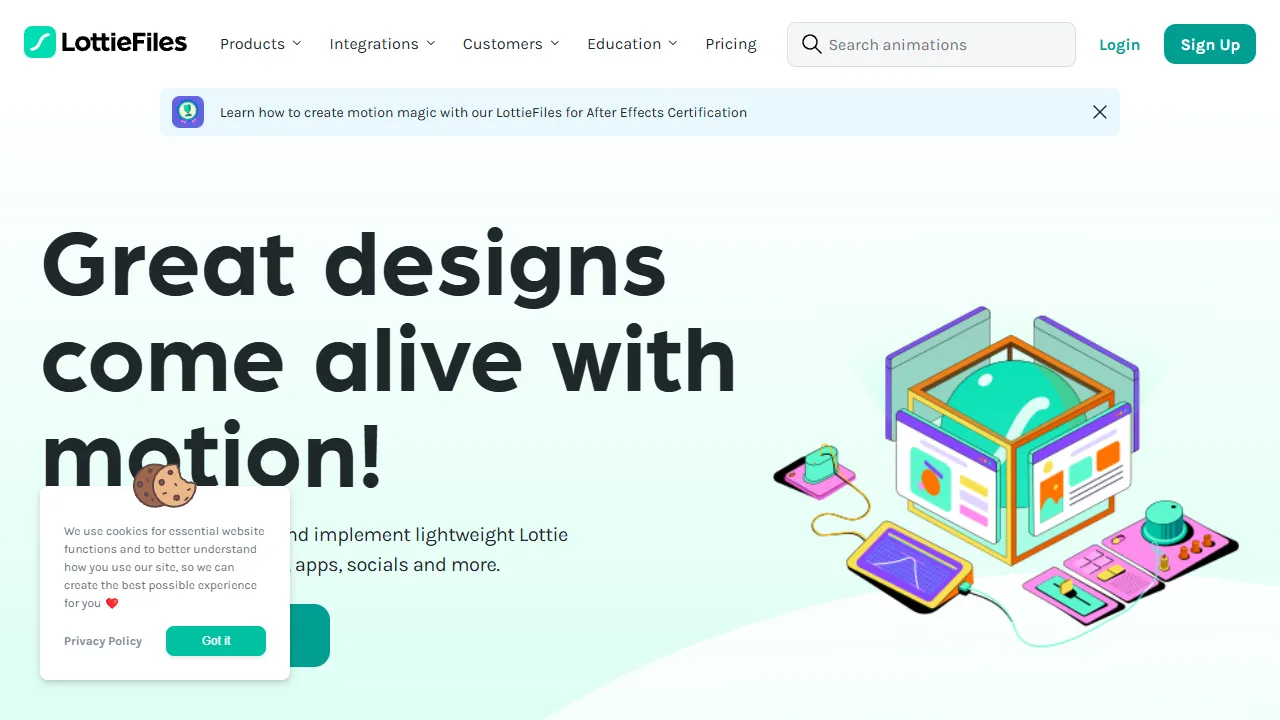 LottieFiles
Products
Integrations
Customers
Education
Pricing
Search animations
Login
Sign Up
Learn how to create motion magic with our LottieFiles for After Effects Certification
Great designs
come alive with
motion!
nd implement lightweight Lottie
, apps, socials and more.
We use cookies for essential website
functions and to better understand
how you use our site, so we can
create the best possible experience
for you ❤️
Privacy Policy
Got it